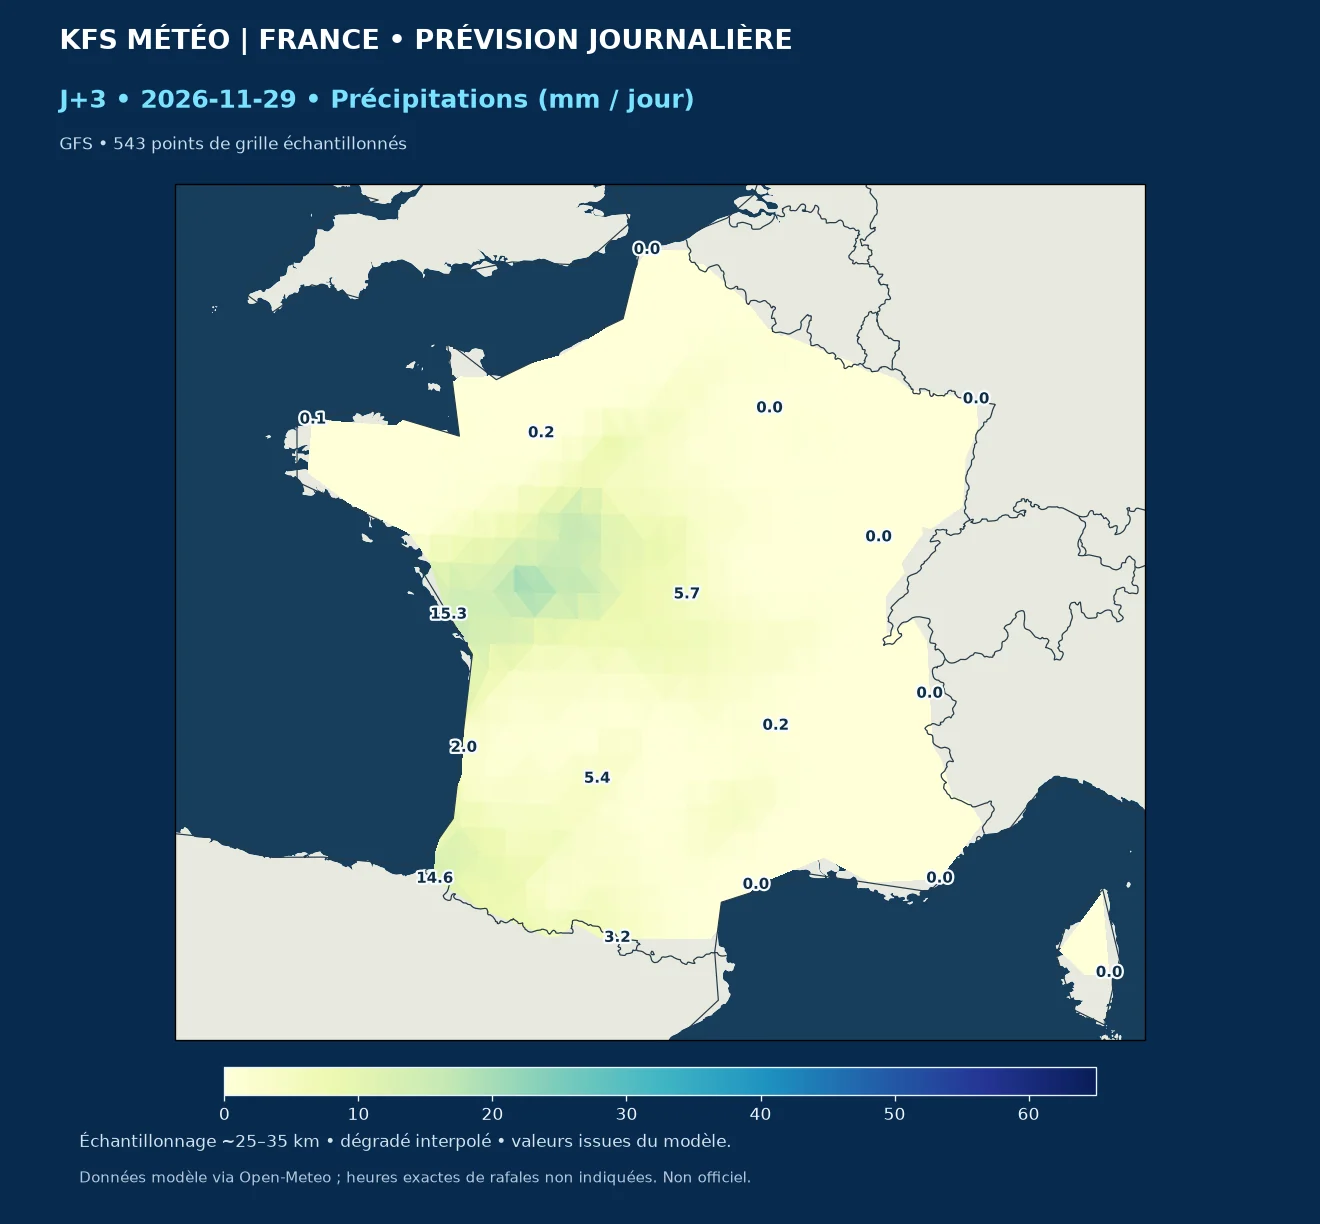 KFS MÉTÉO | FRANCE • PRÉVISION JOURNALIÈRE
J+3 • 2026-11-29 • Précipitations (mm / jour)
GFS • 543 points de grille échantillonnés
0.0
0.0
0.0
0.1
0.2
0.0
5.7
15.3
0.0
0.2
2.0
5.4
14.6
0.0
0.0
3.2
0.0
0 10 20 30 40 50 60
Échantillonnage ~25–35 km • dégradé interpolé • valeurs issues du modèle.
Données modèle via Open-Meteo ; heures exactes de rafales non indiquées. Non officiel.